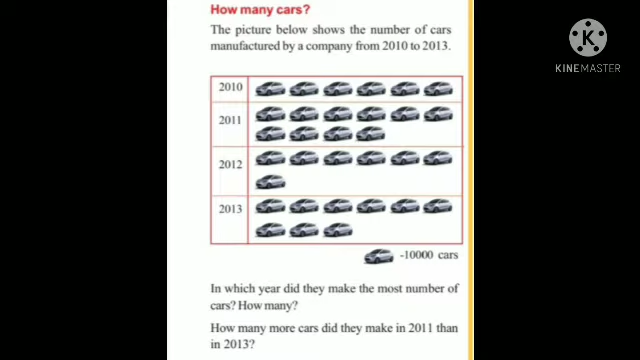 How many cars?
The picture below shows the number of cars
manufactured by a company from 2010 to 2013.
K
KINEMASTER
2010
2011
2012
2013
-10000 cars
In which year did they make the most number of
cars? How many?
How many more cars did they make in 2011 than
in 2013?